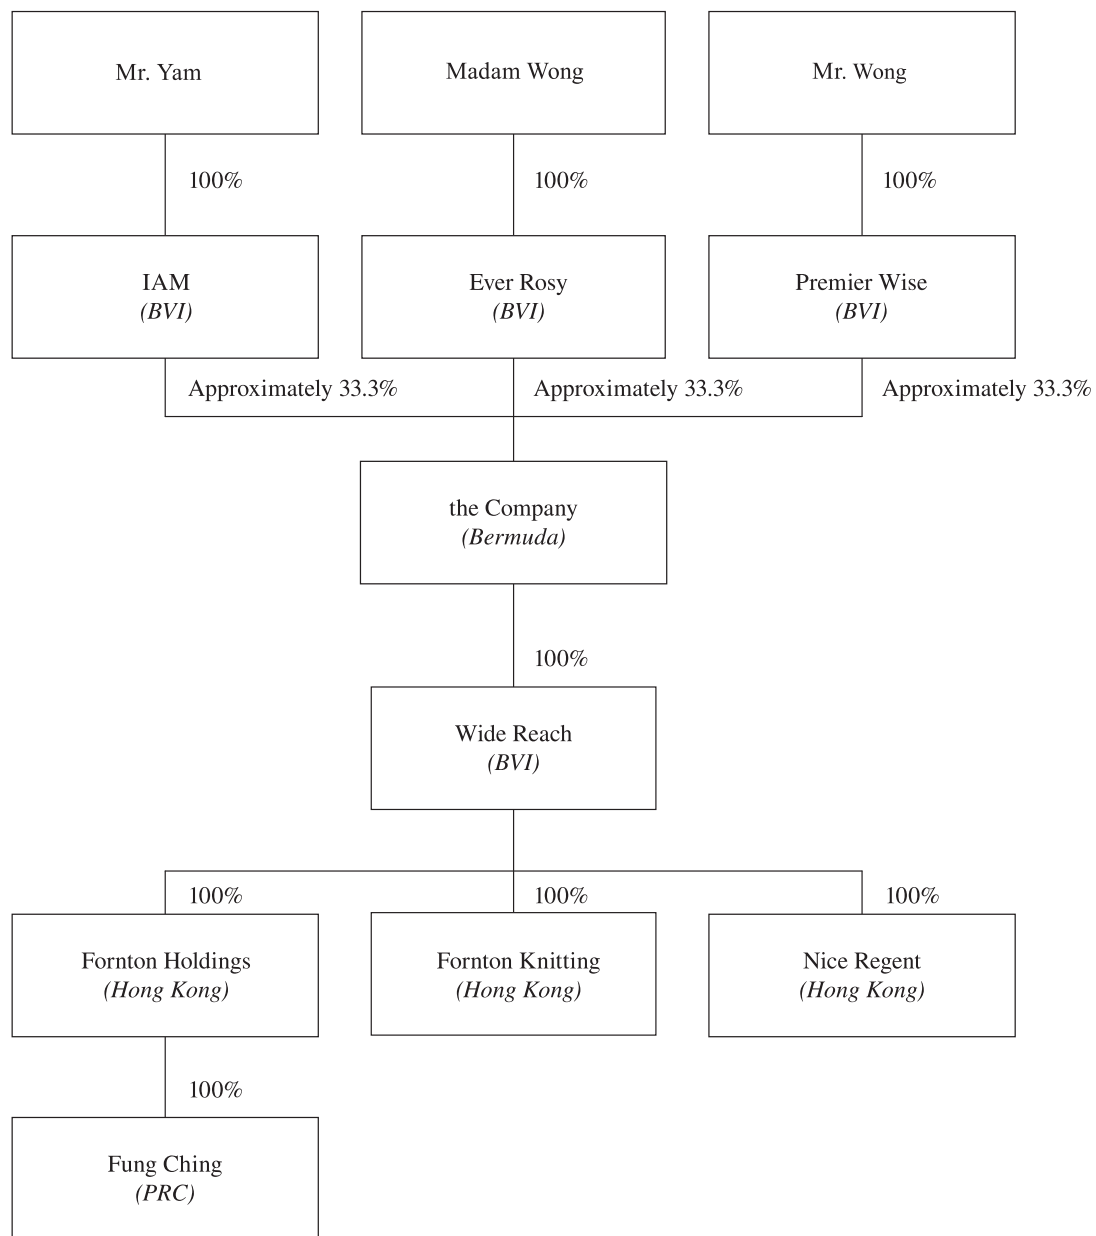 Mr. Yam
Madam Wong
Mr. Wong
100%
100%
100%
IAM
(BVI)
Ever Rosy
(BVI)
Premier Wise
(BVI)
Approximately 33.3%
Approximately 33.3%
Approximately 33.3%
the Company
(Bermuda)
100%
Wide Reach
(BVI)
100%
100%
100%
Fornton Holdings
(Hong Kong)
Fornton Knitting
(Hong Kong)
Nice Regent
(Hong Kong)
100%
Fung Ching
(PRC)